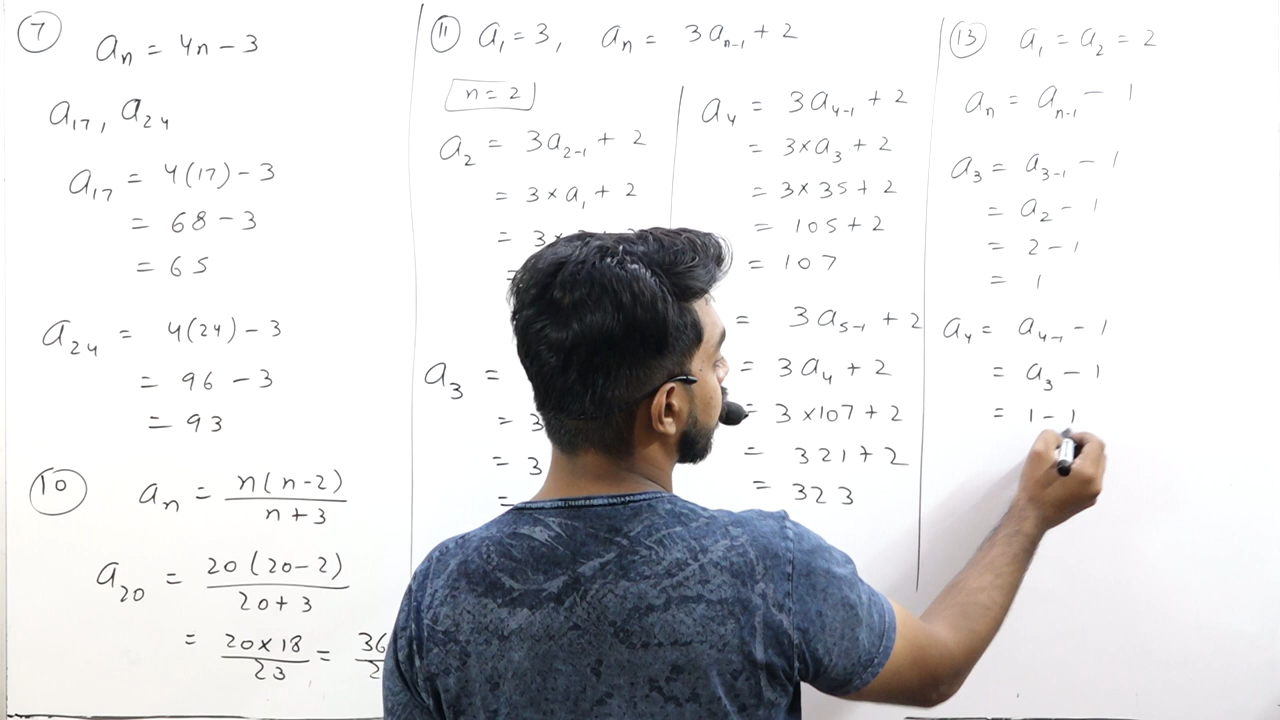 7
aₙ = 4n - 3
a₁₇, a₂₄
a₁₇ = 4(17) - 3
= 68 - 3
= 65
a₂₄ = 4(24) - 3
= 96 - 3
= 93
10
aₙ = n(n-2)/n+3
a₂₀ = 20(20-2)/20+3
= 20×18/23 = 36
11 a₁ = 3, aₙ = 3aₙ₋₁ + 2
n = 2
a₂ = 3a₂₋₁ + 2
= 3×a₁ + 2
= 3
a₃ =
= 3
= 3
=
a₄ = 3a₄₋₁ + 2
= 3×a₃ + 2
= 3×35 + 2
= 105 + 2
= 107
= 3a₅₋₁ + 2
= 3a₄ + 2
= 3×107 + 2
= 321 + 2
= 323
13 a₁ = a₂ = 2
aₙ = aₙ₋₁ - 1
a₃ = a₃₋₁ - 1
= a₂ - 1
= 2 - 1
= 1
a₄ = a₄₋₁ - 1
= a₃ - 1
= 1 - 1